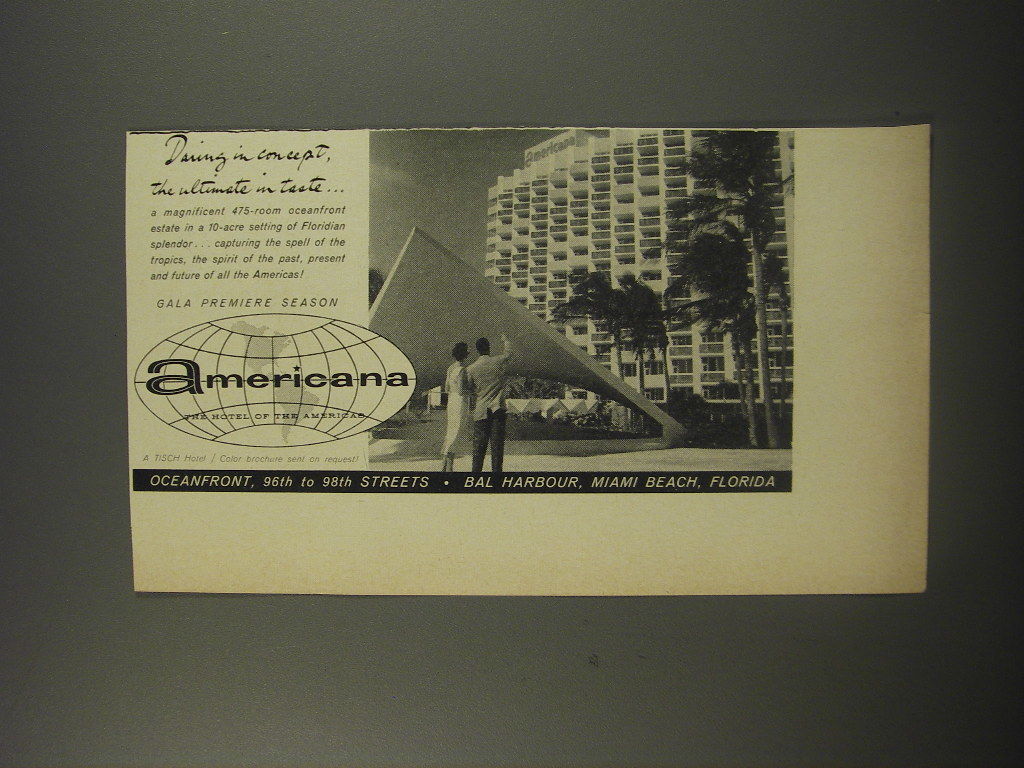 Daring in concept,
the ultimate in taste...
a magnificent 475-room oceanfront
estate in a 10-acre setting of Floridian
splendor... capturing the spell of the
tropics, the spirit of the past, present
and future of all the Americas!
GALA PREMIERE SEASON
americana
THE HOTEL OF THE AMERICAS
A TISCH Hotel / Color brochure sent on request!
americana
OCEANFRONT, 96th to 98th STREETS • BAL HARBOUR, MIAMI BEACH, FLORIDA